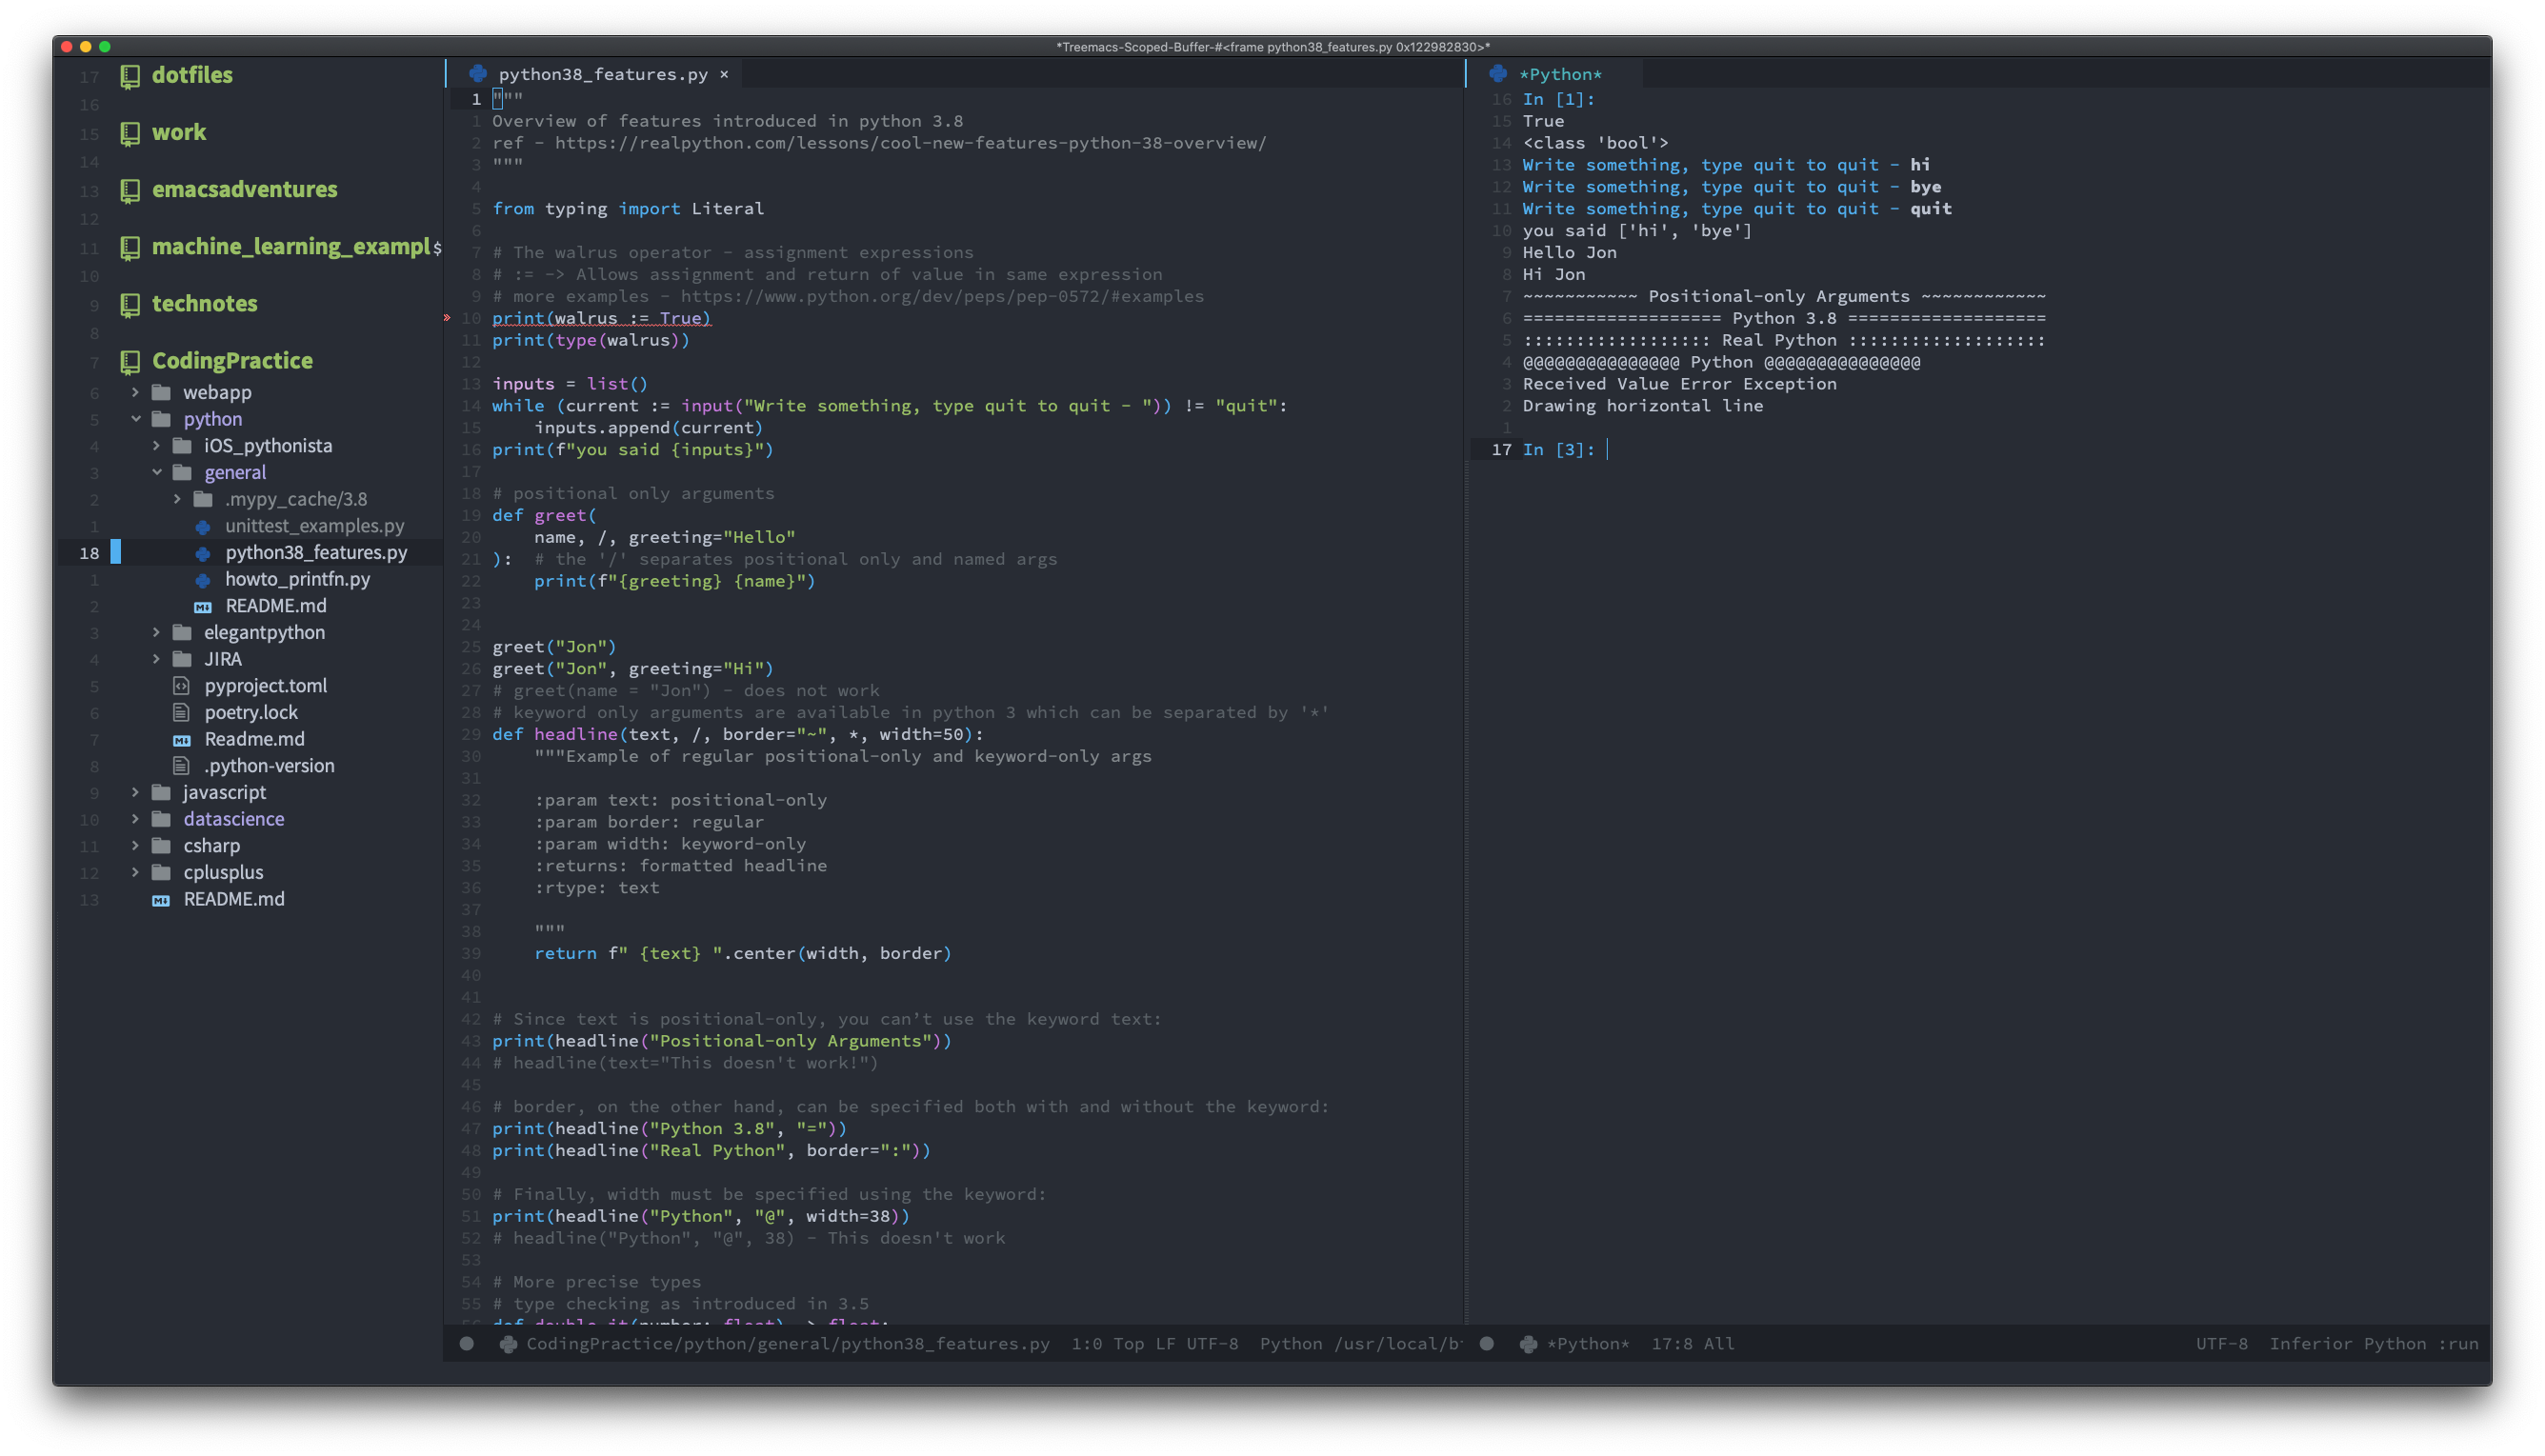 *Treemacs-Scoped-Buffer-#<frame python38_features.py 0x122982830>*
17 dotfiles
16
15 work
14
13 emacsadventures
12
11 machine_learning_exampl$
10
9 technotes
8
7 CodingPractice
6 > webapp
5 python
4 > iOS_pythonista
3 general
2 > .mypy_cache/3.8
1 unittest_examples.py
18 python38_features.py
1 howto_printfn.py
2 README.md
3 > elegantpython
4 > JIRA
5 pyproject.toml
6 poetry.lock
7 Readme.md
8 .python-version
9 > javascript
10 > datascience
11 > csharp
12 > cplusplus
13 README.md
python38_features.py ×
1 """
1 Overview of features introduced in python 3.8
2 ref - https://realpython.com/lessons/cool-new-features-python-38-overview/
3 """
4
5 from typing import Literal
6
7 # The walrus operator - assignment expressions
8 # := -> Allows assignment and return of value in same expression
9 # more examples - https://www.python.org/dev/peps/pep-0572/#examples
10 print(walrus := True)
11 print(type(walrus))
12
13 inputs = list()
14 while (current := input("Write something, type quit to quit - ")) != "quit":
15     inputs.append(current)
16 print(f"you said {inputs}")
17
18 # positional only arguments
19 def greet(
20     name, /, greeting="Hello"
21 ):  # the '/' separates positional only and named args
22     print(f"{greeting} {name}")
23
24
25 greet("Jon")
26 greet("Jon", greeting="Hi")
27 # greet(name = "Jon") - does not work
28 # keyword only arguments are available in python 3 which can be separated by '*'
29 def headline(text, /, border="~", *, width=50):
30     """Example of regular positional-only and keyword-only args
31
32     :param text: positional-only
33     :param border: regular
34     :param width: keyword-only
35     :returns: formatted headline
36     :rtype: text
37
38     """
39     return f" {text} ".center(width, border)
40
41
42 # Since text is positional-only, you can’t use the keyword text:
43 print(headline("Positional-only Arguments"))
44 # headline(text="This doesn't work!")
45
46 # border, on the other hand, can be specified both with and without the keyword:
47 print(headline("Python 3.8", "="))
48 print(headline("Real Python", border=":"))
49
50 # Finally, width must be specified using the keyword:
51 print(headline("Python", "@", width=38))
52 # headline("Python", "@", 38) - This doesn't work
53
54 # More precise types
55 # type checking as introduced in 3.5
56 def double_it(number: float) -> float:
CodingPractice/python/general/python38_features.py 1:0 Top LF UTF-8 Python /usr/local/b
*Python*
16 In [1]:
15 True
14 <class 'bool'>
13 Write something, type quit to quit - hi
12 Write something, type quit to quit - bye
11 Write something, type quit to quit - quit
10 you said ['hi', 'bye']
9 Hello Jon
8 Hi Jon
7 ~~~~~~~~~~~ Positional-only Arguments ~~~~~~~~~~~~
6 =================== Python 3.8 ===================
5 :::::::::::::::::: Real Python :::::::::::::::::::
4 @@@@@@@@@@@@@@@ Python @@@@@@@@@@@@@@@
3 Received Value Error Exception
2 Drawing horizontal line
1
17 In [3]:
*Python* 17:8 All UTF-8 Inferior Python :run